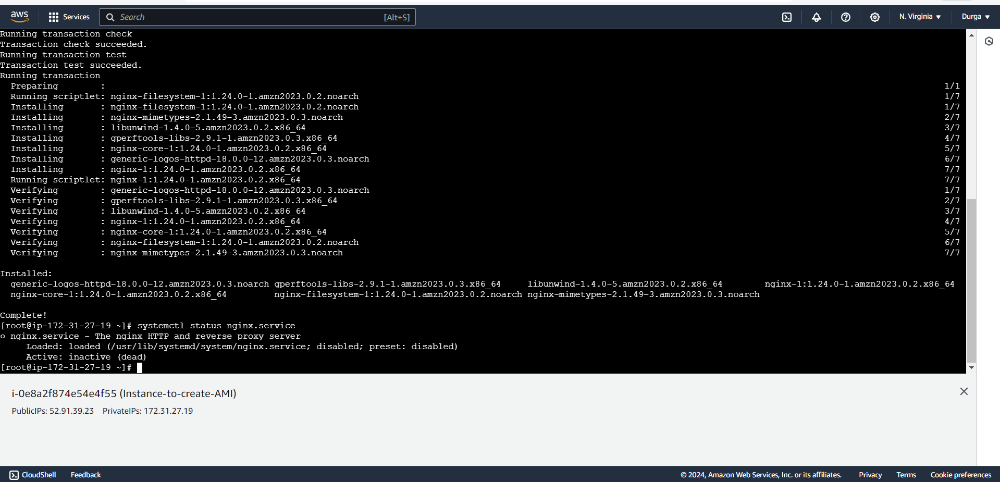 aws Services Search [Alt+S] N. Virginia ▼ Durga ▼
Running transaction check
Transaction check succeeded.
Running transaction test
Transaction test succeeded.
Running transaction
  Preparing        : 1/1
  Running scriptlet: nginx-filesystem-1:1.24.0-1.amzn2023.0.2.noarch 1/7
  Installing       : nginx-filesystem-1:1.24.0-1.amzn2023.0.2.noarch 1/7
  Installing       : nginx-mimetypes-2.1.49-3.amzn2023.0.3.noarch 2/7
  Installing       : libunwind-1.4.0-5.amzn2023.0.2.x86_64 3/7
  Installing       : gperftools-libs-2.9.1-1.amzn2023.0.3.x86_64 4/7
  Installing       : nginx-core-1:1.24.0-1.amzn2023.0.2.x86_64 5/7
  Installing       : generic-logos-httpd-18.0.0-12.amzn2023.0.3.noarch 6/7
  Installing       : nginx-1:1.24.0-1.amzn2023.0.2.x86_64 7/7
  Running scriptlet: nginx-1:1.24.0-1.amzn2023.0.2.x86_64 7/7
  Verifying        : generic-logos-httpd-18.0.0-12.amzn2023.0.3.noarch 1/7
  Verifying        : gperftools-libs-2.9.1-1.amzn2023.0.3.x86_64 2/7
  Verifying        : libunwind-1.4.0-5.amzn2023.0.2.x86_64 3/7
  Verifying        : nginx-1:1.24.0-1.amzn2023.0.2.x86_64 4/7
  Verifying        : nginx-core-1:1.24.0-1.amzn2023.0.2.x86_64 5/7
  Verifying        : nginx-filesystem-1:1.24.0-1.amzn2023.0.2.noarch 6/7
  Verifying        : nginx-mimetypes-2.1.49-3.amzn2023.0.3.noarch 7/7
Installed:
  generic-logos-httpd-18.0.0-12.amzn2023.0.3.noarch gperftools-libs-2.9.1-1.amzn2023.0.3.x86_64 libunwind-1.4.0-5.amzn2023.0.2.x86_64 nginx-1:1.24.0-1.amzn2023.0.2.x86_64
  nginx-core-1:1.24.0-1.amzn2023.0.2.x86_64 nginx-filesystem-1:1.24.0-1.amzn2023.0.2.noarch nginx-mimetypes-2.1.49-3.amzn2023.0.3.noarch
Complete!
[root@ip-172-31-27-19 ~]# systemctl status nginx.service
○ nginx.service - The nginx HTTP and reverse proxy server
     Loaded: loaded (/usr/lib/systemd/system/nginx.service; disabled; preset: disabled)
     Active: inactive (dead)
[root@ip-172-31-27-19 ~]#
i-0e8a2f874e54e4f55 (Instance-to-create-AMI)
PublicIPs: 52.91.39.23 PrivateIPs: 172.31.27.19
CloudShell Feedback © 2024, Amazon Web Services, Inc. or its affiliates. Privacy Terms Cookie preferences